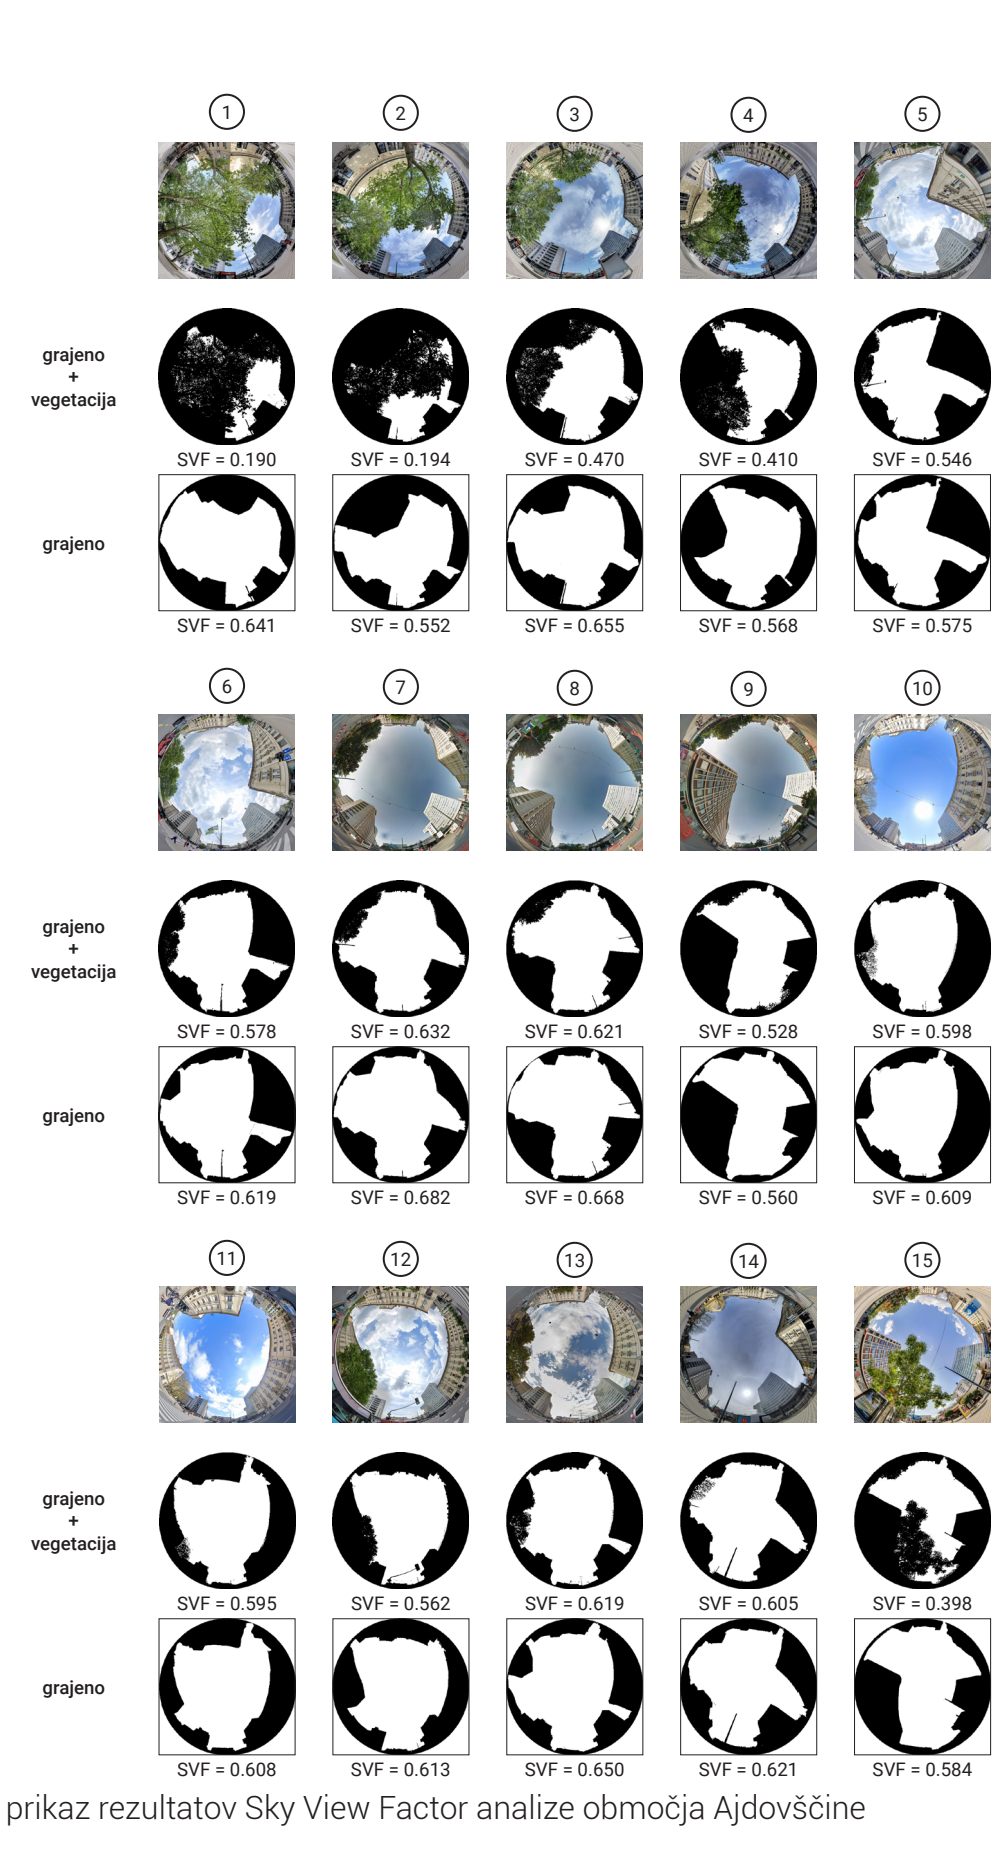 1 2 3 4 5
grajeno
+
vegetacija
SVF = 0.190 SVF = 0.194 SVF = 0.470 SVF = 0.410 SVF = 0.546
grajeno
SVF = 0.641 SVF = 0.552 SVF = 0.655 SVF = 0.568 SVF = 0.575
6 7 8 9 10
grajeno
+
vegetacija
SVF = 0.578 SVF = 0.632 SVF = 0.621 SVF = 0.528 SVF = 0.598
grajeno
SVF = 0.619 SVF = 0.682 SVF = 0.668 SVF = 0.560 SVF = 0.609
11 12 13 14 15
grajeno
+
vegetacija
SVF = 0.595 SVF = 0.562 SVF = 0.619 SVF = 0.605 SVF = 0.398
grajeno
SVF = 0.608 SVF = 0.613 SVF = 0.650 SVF = 0.621 SVF = 0.584
prikaz rezultatov Sky View Factor analize območja Ajdovščine